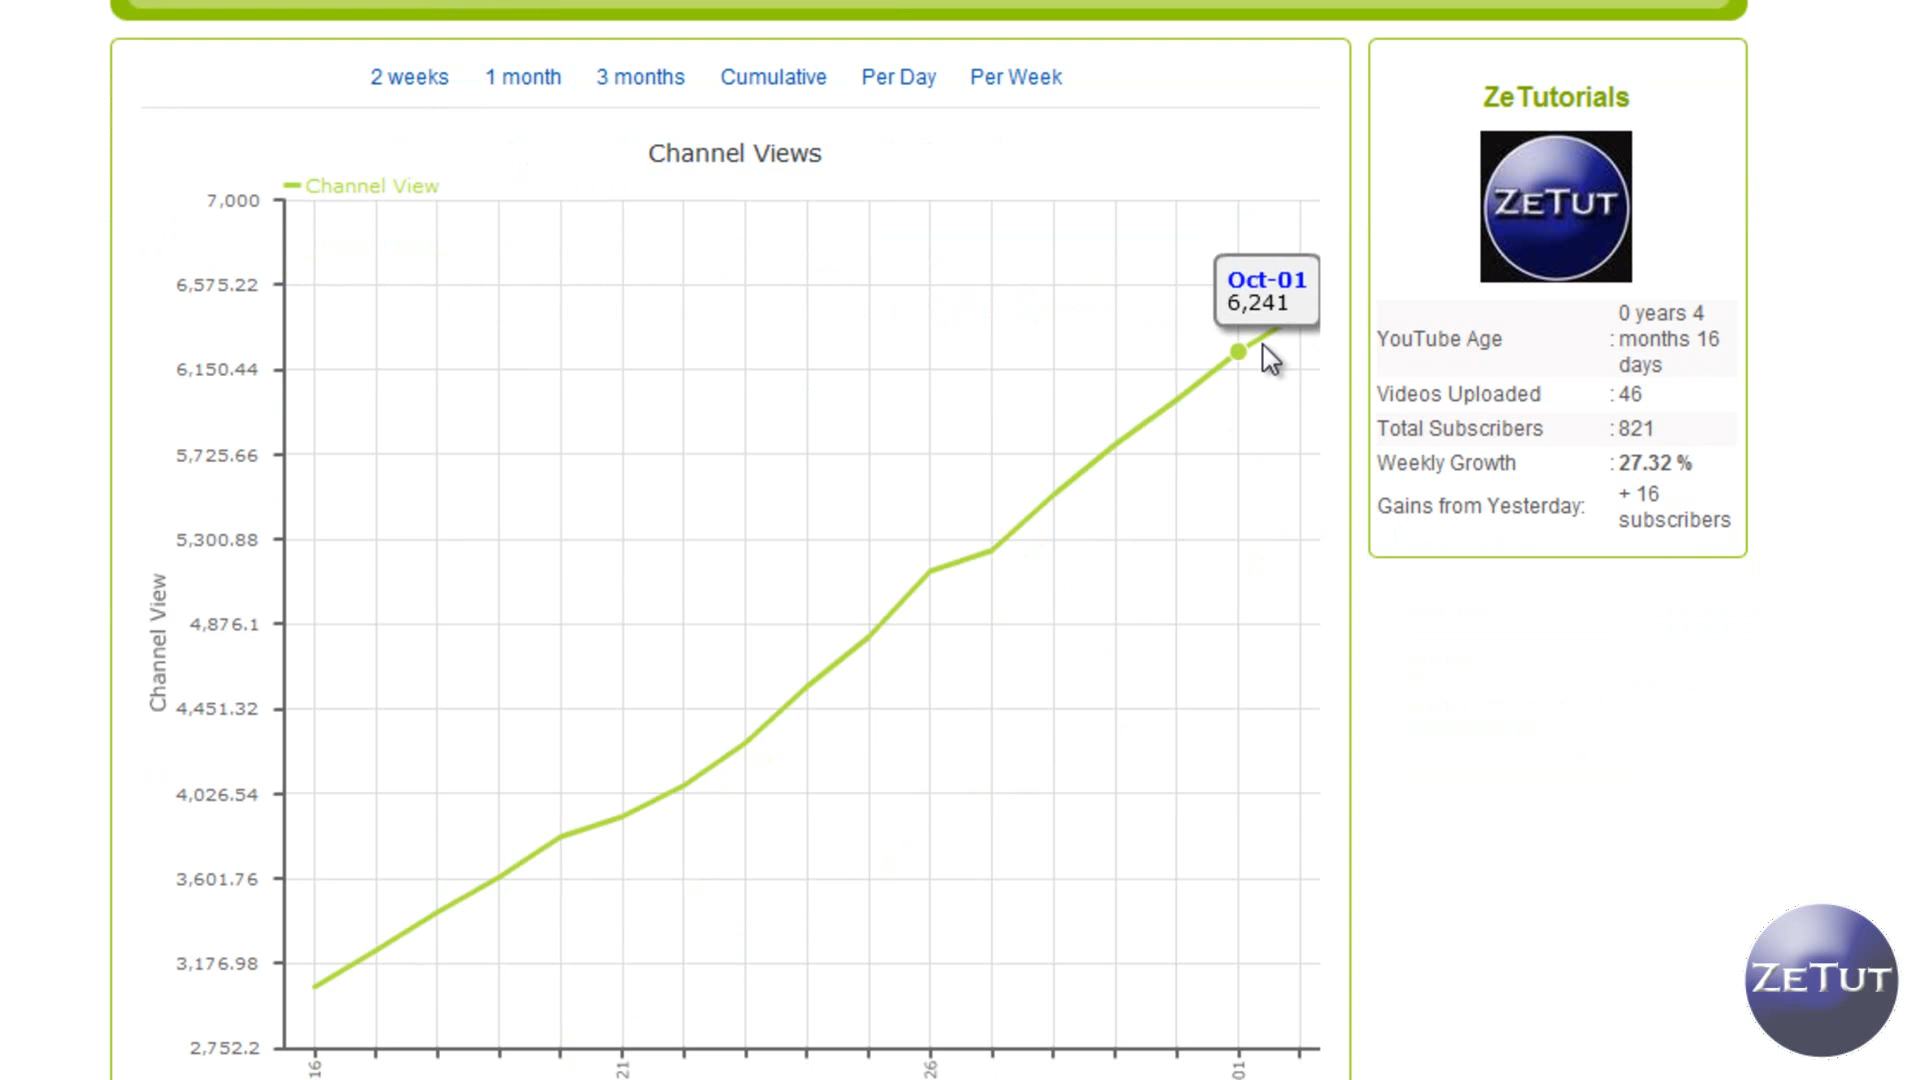 2 weeks 1 month 3 months Cumulative Per Day Per Week
Channel Views
Channel View
7,000
6,575.22
6,150.44
5,725.66
5,300.88
4,876.1
4,451.32
4,026.54
3,601.76
3,176.98
2,752.2
Channel View
Oct-01
6,241
16
21
26
01
ZeTutorials
ZETUT
YouTube Age : 0 years 4 months 16 days
Videos Uploaded : 46
Total Subscribers : 821
Weekly Growth : 27.32 %
Gains from Yesterday: + 16 subscribers
ZETUT